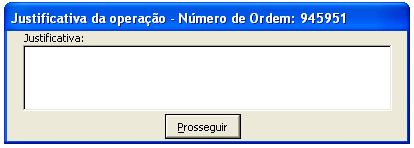 Justificativa da operação - Número de Ordem: 945951
Justificativa:
Prosseguir